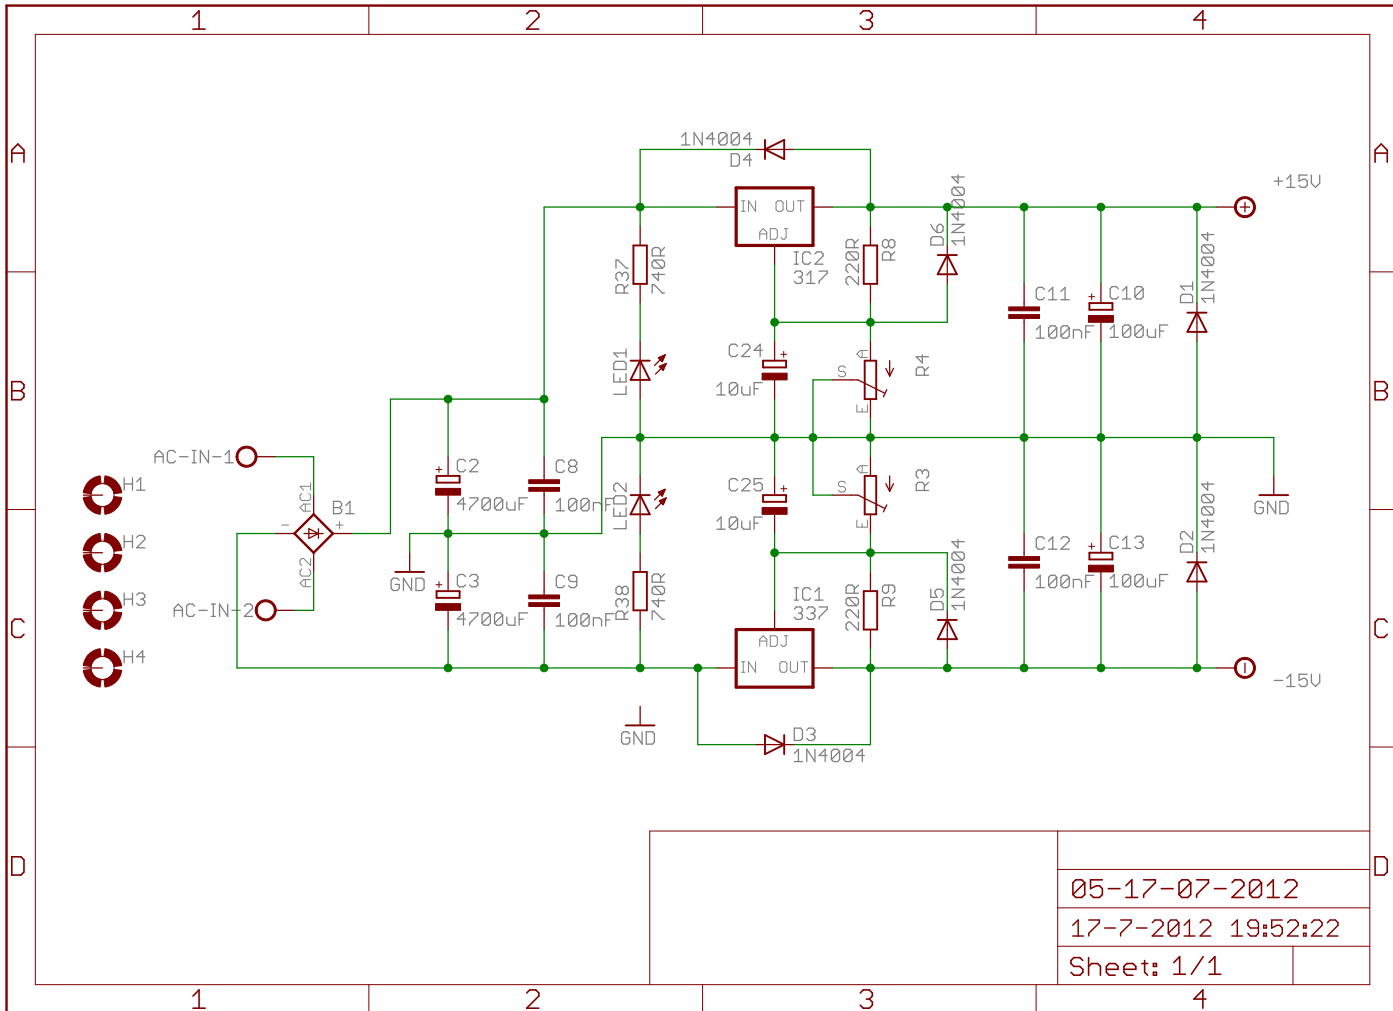 1 2 3 4
A A
1N4004
D4
+15V
IN OUT
ADJ
IC2
317
R37
740R
220R
R8
D6
1N4004
D1
1N4004
C11
100nF
C10
100uF
+
LED1
C24
10uF
+
A
S
E
R4
B B
AC-IN-1
AC1
B1
- +
AC2
AC-IN-2
H1
H2
H3
H4
C2
4700uF
+
C8
100nF
GND
C3
4700uF
+
C9
100nF
LED2
R38
740R
C25
10uF
+
A
S
E
R3
GND
IC1
337
ADJ
IN OUT
220R
R9
D5
1N4004
C12
100nF
C13
100uF
+
D2
1N4004
C C
-15V
GND
D3
1N4004
D D
05-17-07-2012
17-7-2012 19:52:22
Sheet: 1/1
1 2 3 4